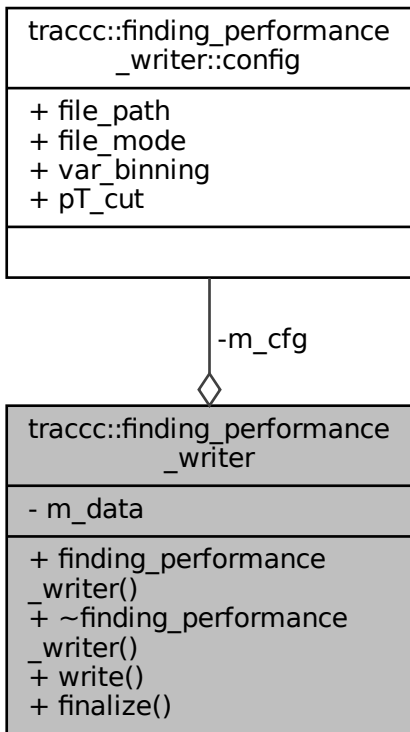 traccc::finding_performance
_writer::config
+ file_path
+ file_mode
+ var_binning
+ pT_cut
-m_cfg
traccc::finding_performance
_writer
- m_data
+ finding_performance
_writer()
+ ~finding_performance
_writer()
+ write()
+ finalize()